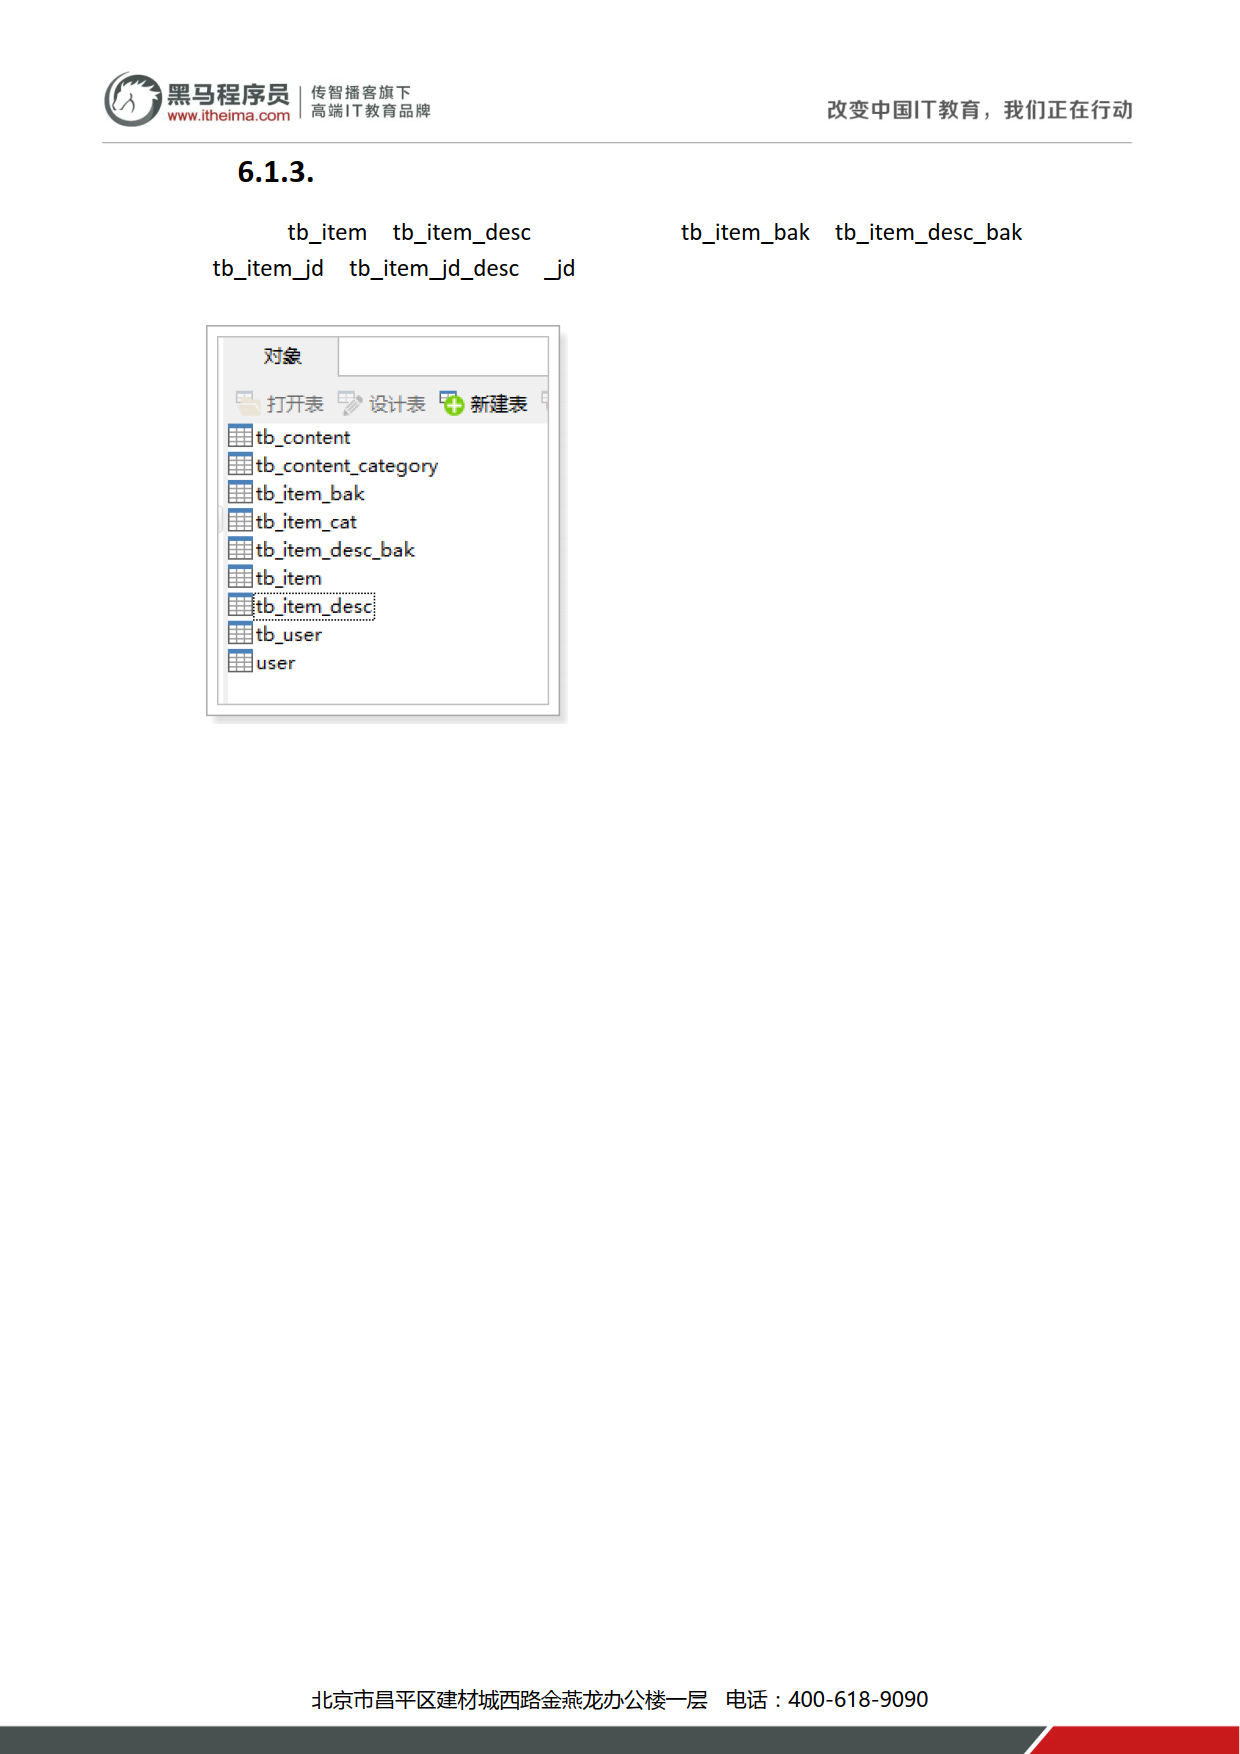 黑马程序员
www.itheima.com
传智播客旗下
高端IT教育品牌
改变中国IT教育，我们正在行动
6.1.3.
tb_item tb_item_desc tb_item_bak tb_item_desc_bak
tb_item_jd tb_item_jd_desc _jd
对象
打开表 设计表 新建表
tb_content
tb_content_category
tb_item_bak
tb_item_cat
tb_item_desc_bak
tb_item
tb_item_desc
tb_user
user
北京市昌平区建材城西路金燕龙办公楼一层 电话：400-618-9090